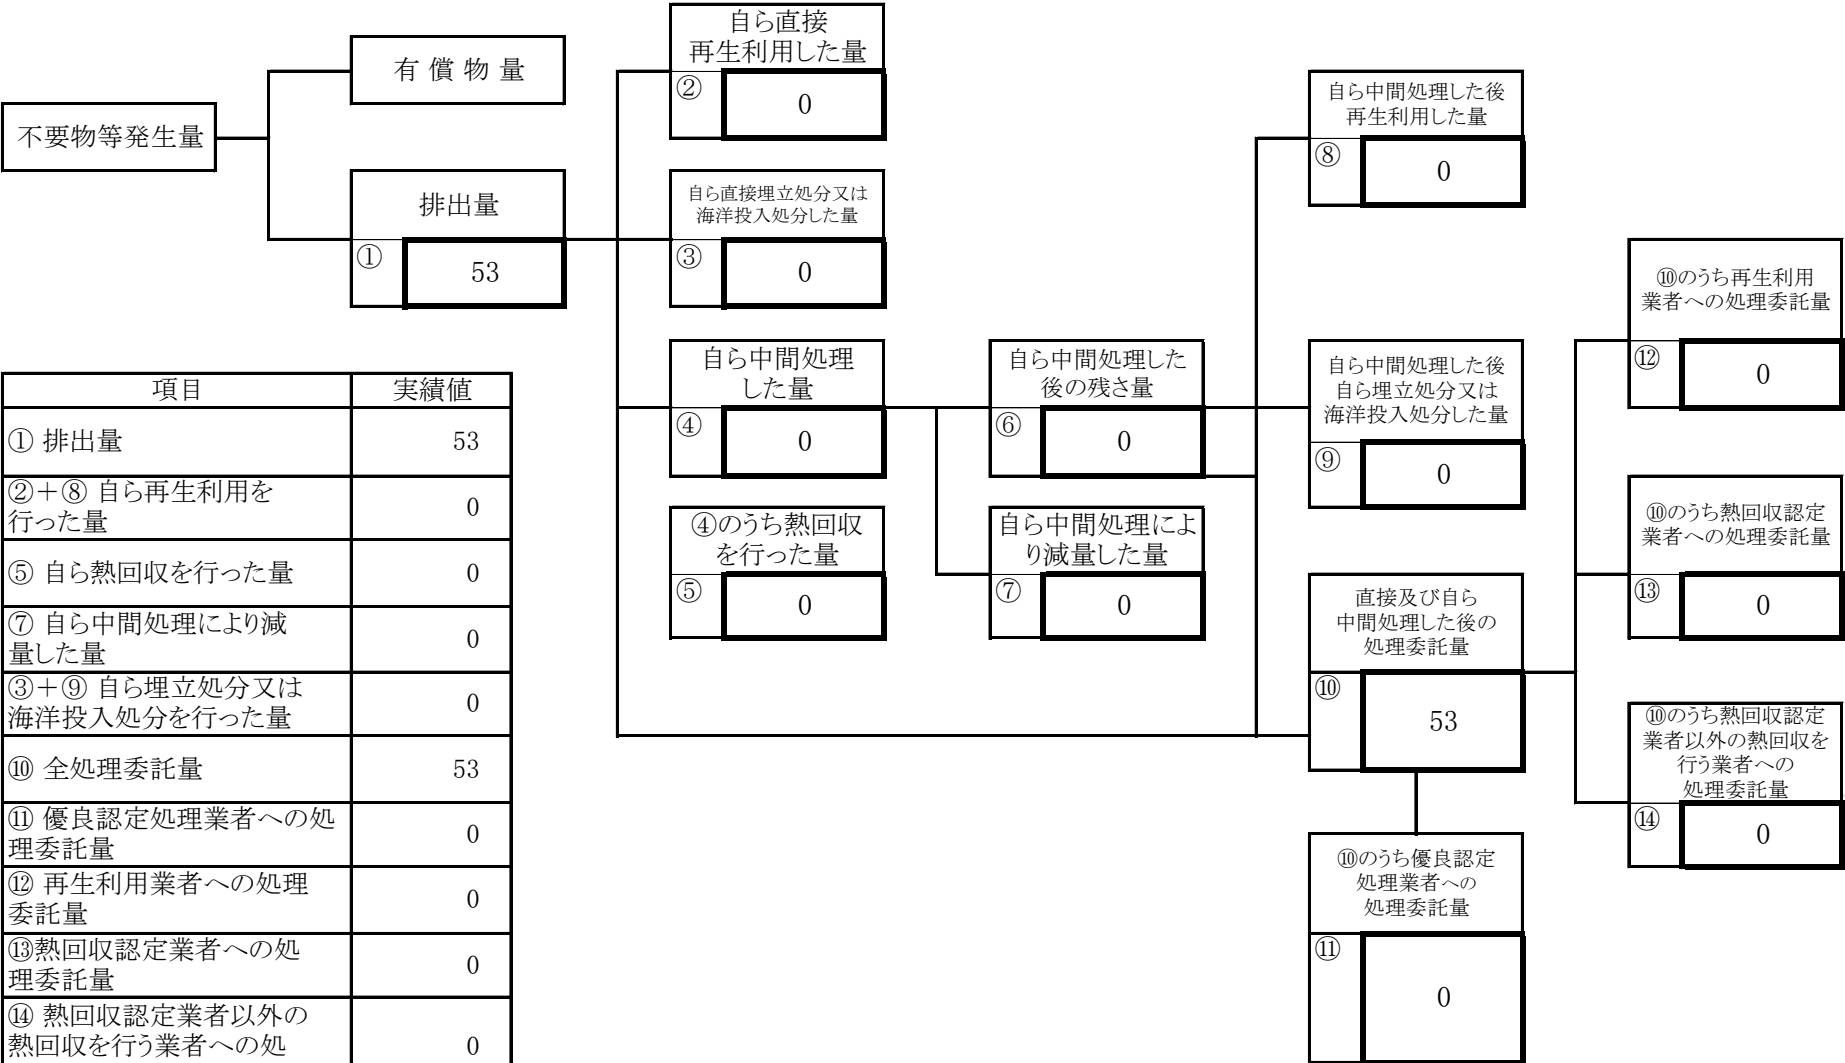 自ら直接
再生利用した量
②
0
有 償 物 量
不要物等発生量
排出量
①
53
自ら直接埋立処分又は
海洋投入処分した量
③
0
自ら中間処理した後
再生利用した量
⑧
0
自ら中間処理
した量
④
0
自ら中間処理した
後の残さ量
⑥
0
自ら中間処理した後
自ら埋立処分又は
海洋投入処分した量
⑨
0
④のうち熱回収
を行った量
⑤
0
自ら中間処理によ
り減量した量
⑦
0
直接及び自ら
中間処理した後の
処理委託量
⑩
53
⑩のうち優良認定
処理業者への
処理委託量
⑪
0
⑩のうち再生利用
業者への処理委託量
⑫
0
⑩のうち熱回収認定
業者への処理委託量
⑬
0
⑩のうち熱回収認定
業者以外の熱回収を
行う業者への
処理委託量
⑭
0
項目 実績値
① 排出量 53
②+⑧ 自ら再生利用を
行った量 0
⑤ 自ら熱回収を行った量 0
⑦ 自ら中間処理により減
量した量 0
③+⑨ 自ら埋立処分又は
海洋投入処分を行った量 0
⑩ 全処理委託量 53
⑪ 優良認定処理業者への処
理委託量 0
⑫ 再生利用業者への処理
委託量 0
⑬熱回収認定業者への処
理委託量 0
⑭ 熱回収認定業者以外の
熱回収を行う業者への処 0